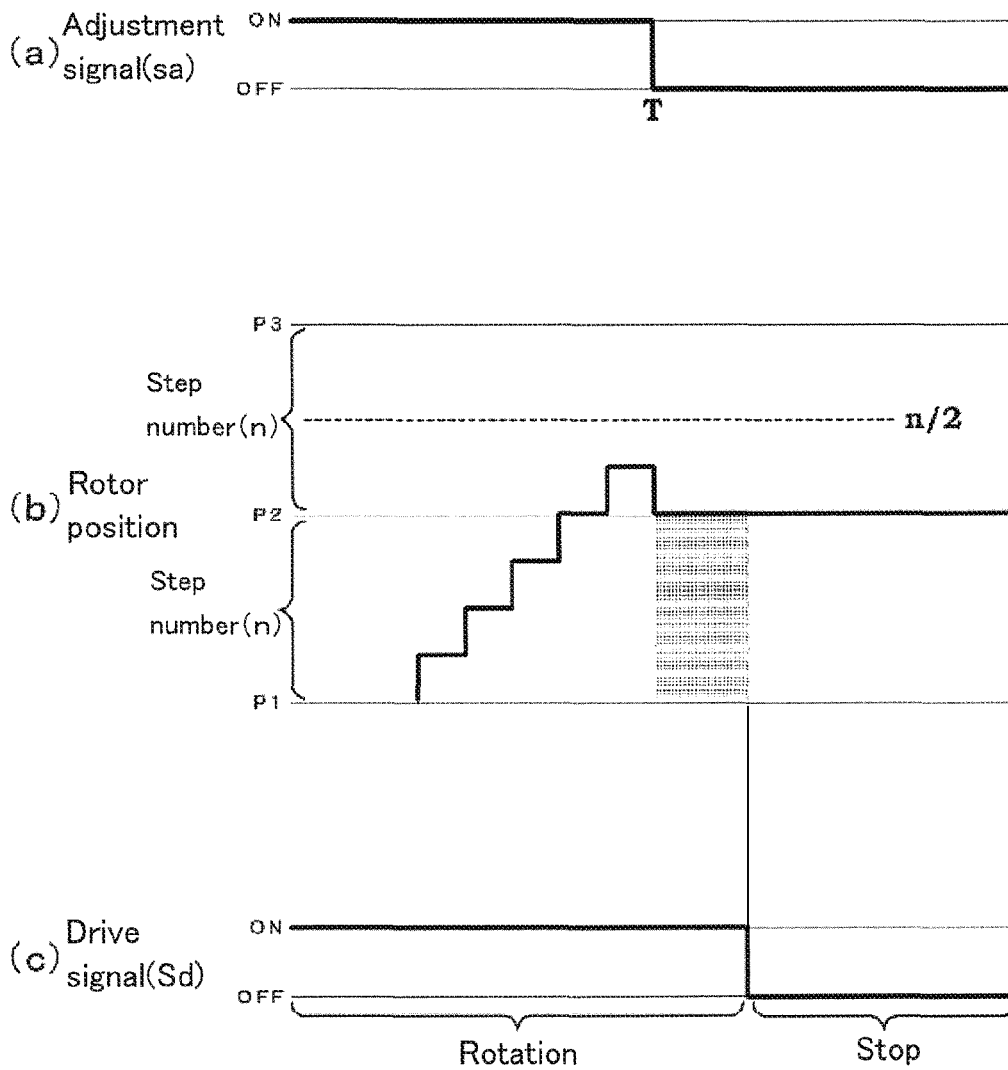 (a) Adjustment
signal(sa)
ON
OFF
T
P3
Step
number(n)
n/2
(b) Rotor
position
P2
Step
number(n)
P1
(c) Drive
signal(Sd)
ON
OFF
Rotation
Stop